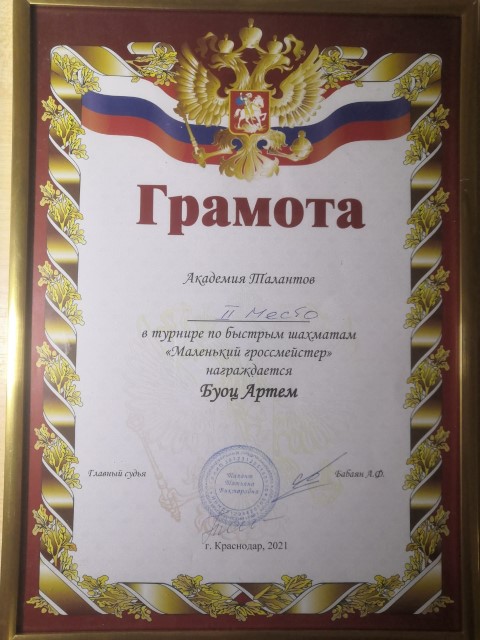 Грамота
Академия Талантов
II место
в турнире по быстрым шахматам
«Маленький гроссмейстер»
награждается
Буоц Артем
Главный судья
Бабаян А.Ф.
г. Краснодар, 2021